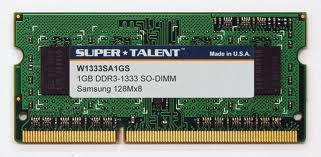 SUPER★TALENT
Made in U.S.A.
W1333SA1GS
1GB DDR3-1333 SO-DIMM
Samsung 128Mx8